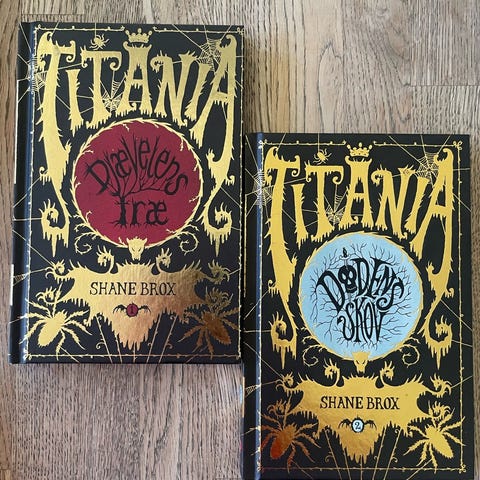 TITANIA
Djævelens
Træ
SHANE BROX
1
TITANIA
DØDENS
SKOV
SHANE BROX
2